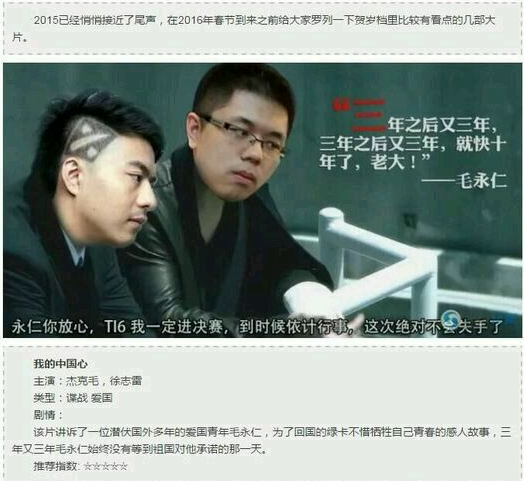 2015已经悄悄接近了尾声，在2016年春节到来之前给大家罗列一下贺岁档里比较有看点的几部大
片。
“三年之后又三年，
三年之后又三年，就快十
年了，老大！”
——毛永仁
永仁你放心，TI6 我一定进决赛，到时候依计行事，这次绝对不会失手了
我的中国心
主演：杰克毛，徐志雷
类型：谍战 爱国
剧情：
该片讲诉了一位潜伏国外多年的爱国青年毛永仁，为了回国的绿卡不惜牺牲自己青春的感人故事，三
年又三年毛永仁始终没有等到祖国对他承诺的那一天。
推荐指数: ☆☆☆☆☆